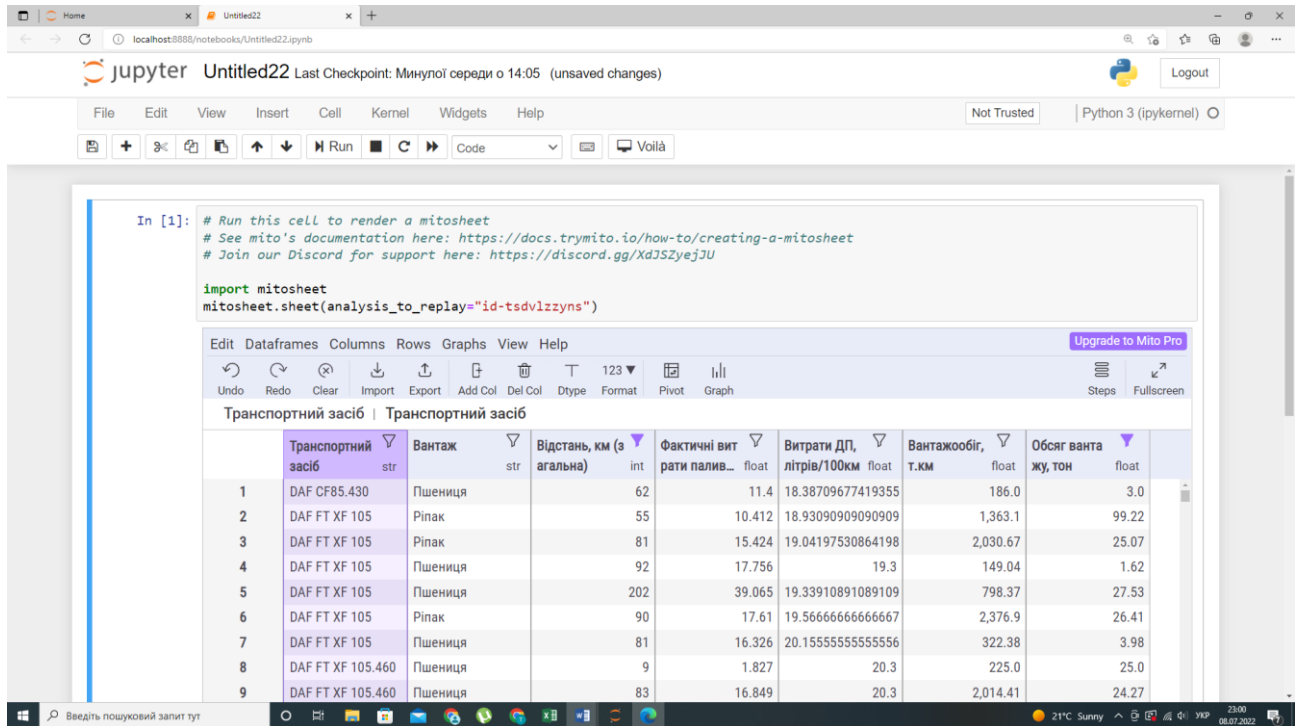 Home
Untitled22
localhost:8888/notebooks/Untitled22.ipynb
jupyter Untitled22 Last Checkpoint: Минулої середи о 14:05 (unsaved changes)
Logout
File Edit View Insert Cell Kernel Widgets Help
Not Trusted
Python 3 (ipykernel)
Run Code Voilà
In [1]: # Run this cell to render a mitosheet
# See mito's documentation here: https://docs.trymito.io/how-to/creating-a-mitosheet
# Join our Discord for support here: https://discord.gg/XdJSZyejJU
import mitosheet
mitosheet.sheet(analysis_to_replay="id-tsdvlzzyns")
Edit Dataframes Columns Rows Graphs View Help
Upgrade to Mito Pro
123
Undo Redo Clear Import Export Add Col Del Col Dtype Format Pivot Graph Steps Fullscreen
Транспортний засіб | Транспортний засіб
Транспортний Вантаж Відстань, км (з Фактичні вит Витрати ДП, Вантажообіг, Обсяг ванта
засіб str str агальна) int рати палив... float літрів/100км float т.км float жу, тон float
1 DAF CF85.430 Пшениця 62 11.4 18.38709677419355 186.0 3.0
2 DAF FT XF 105 Ріпак 55 10.412 18.93090909090909 1,363.1 99.22
3 DAF FT XF 105 Ріпак 81 15.424 19.04197530864198 2,030.67 25.07
4 DAF FT XF 105 Пшениця 92 17.756 19.3 149.04 1.62
5 DAF FT XF 105 Пшениця 202 39.065 19.33910891089109 798.37 27.53
6 DAF FT XF 105 Ріпак 90 17.61 19.56666666666667 2,376.9 26.41
7 DAF FT XF 105 Пшениця 81 16.326 20.15555555555556 322.38 3.98
8 DAF FT XF 105.460 Пшениця 9 1.827 20.3 225.0 25.0
9 DAF FT XF 105.460 Пшениця 83 16.849 20.3 2,014.41 24.27
Введіть пошуковий запит тут
21°C Sunny
УКР
23:00
08.07.2022